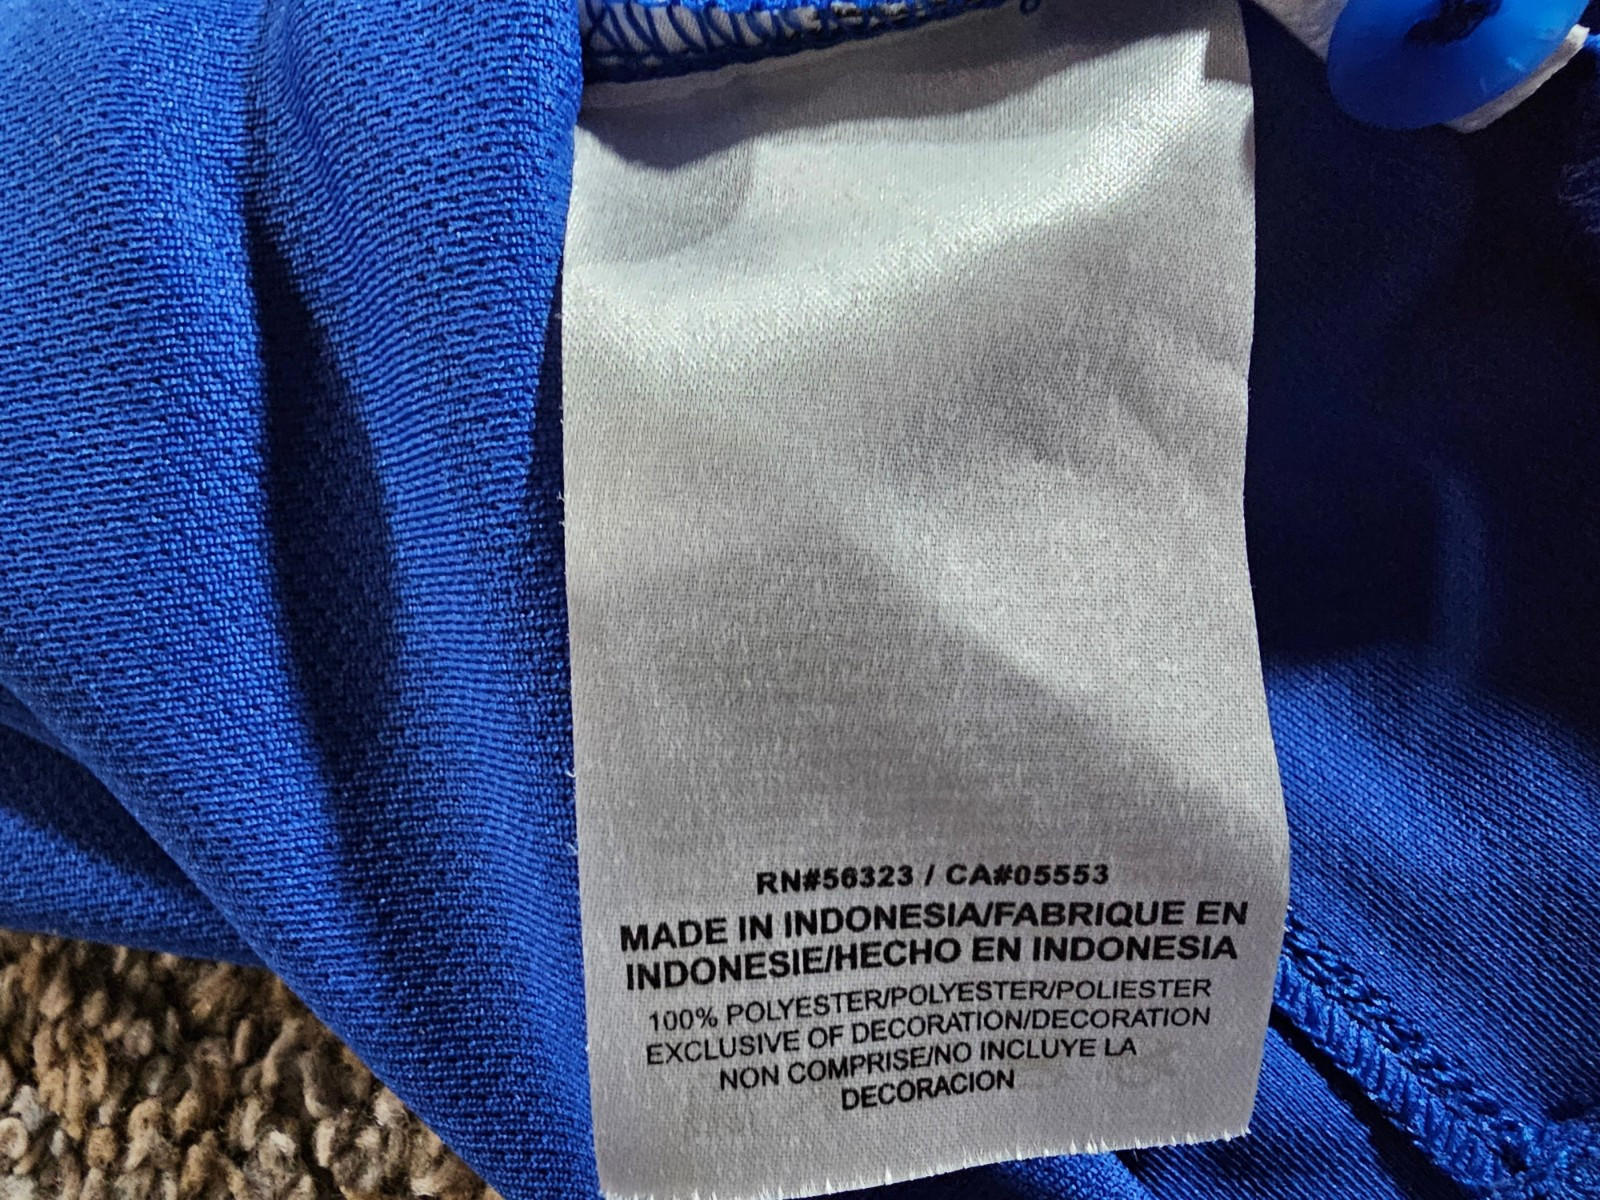 RN#56323 / CA#05553
MADE IN INDONESIA/FABRIQUE EN
INDONESIE/HECHO EN INDONESIA
100% POLYESTER/POLYESTER/POLIESTER
EXCLUSIVE OF DECORATION/DECORATION
NON COMPRISE/NO INCLUYE LA
DECORACION